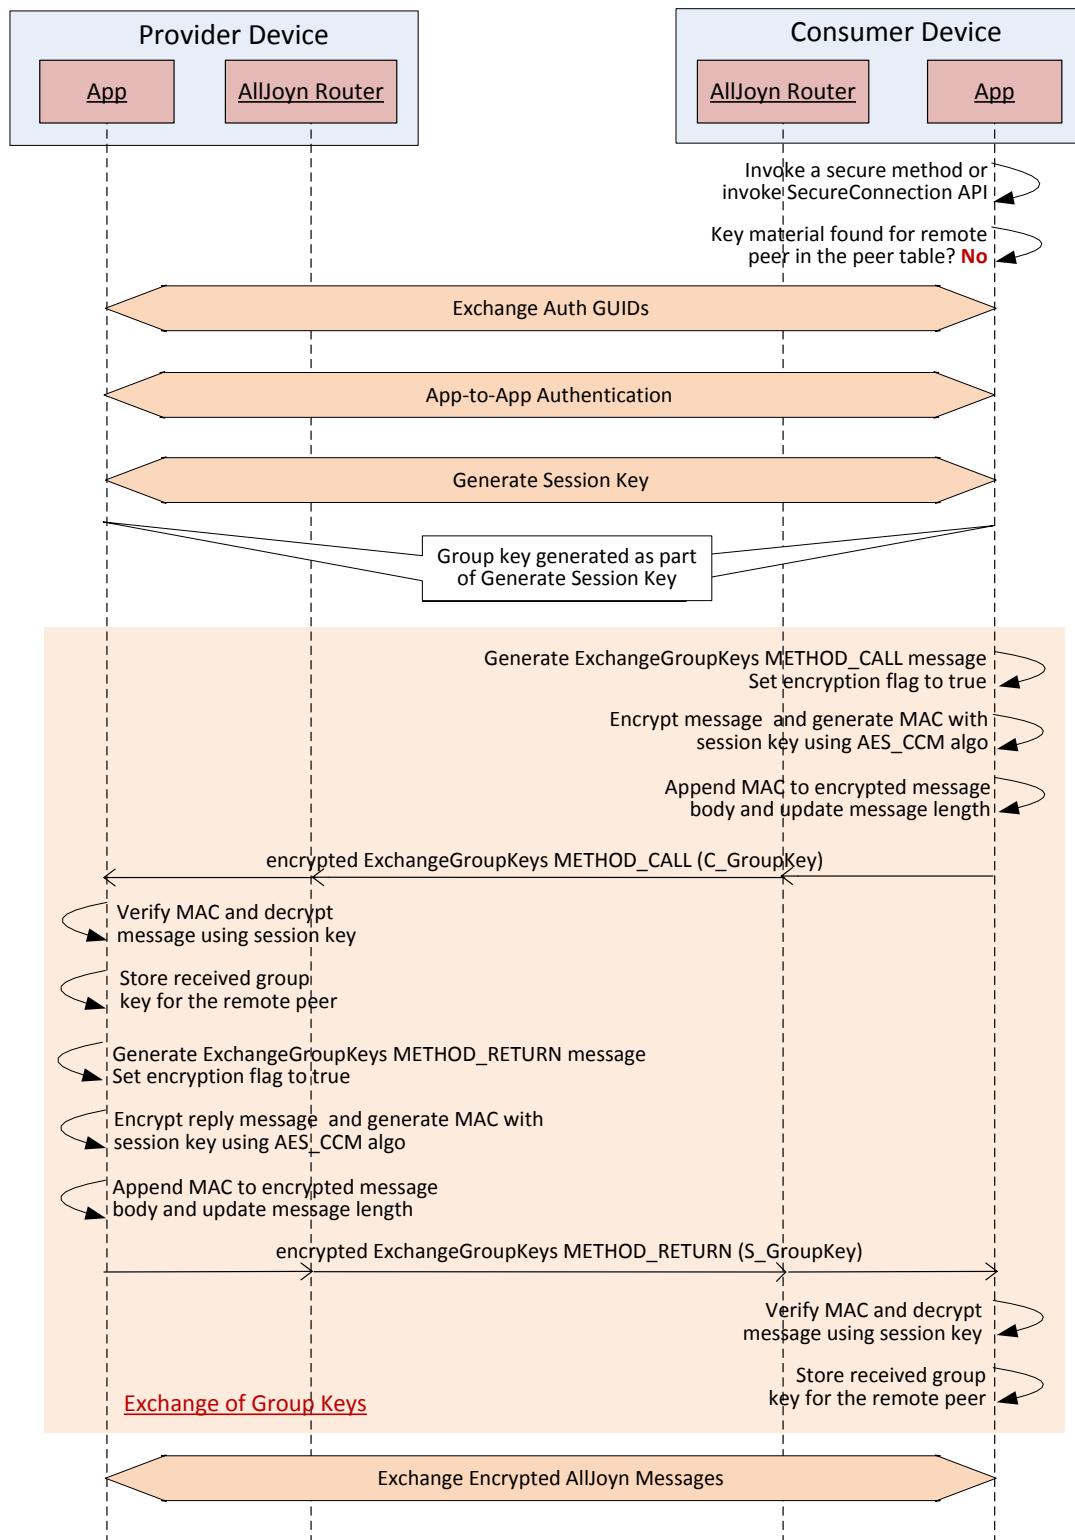 Provider Device
Consumer Device
App
AllJoyn Router
AllJoyn Router
App
Invoke a secure method or
invoke SecureConnection API
Key material found for remote
peer in the peer table? No
Exchange Auth GUIDs
App-to-App Authentication
Generate Session Key
Group key generated as part
of Generate Session Key
Generate ExchangeGroupKeys METHOD_CALL message
Set encryption flag to true
Encrypt message and generate MAC with
session key using AES_CCM algo
Append MAC to encrypted message
body and update message length
encrypted ExchangeGroupKeys METHOD_CALL (C_GroupKey)
Verify MAC and decrypt
message using session key
Store received group
key for the remote peer
Generate ExchangeGroupKeys METHOD_RETURN message
Set encryption flag to true
Encrypt reply message and generate MAC with
session key using AES_CCM algo
Append MAC to encrypted message
body and update message length
encrypted ExchangeGroupKeys METHOD_RETURN (S_GroupKey)
Verify MAC and decrypt
message using session key
Store received group
key for the remote peer
Exchange of Group Keys
Exchange Encrypted AllJoyn Messages